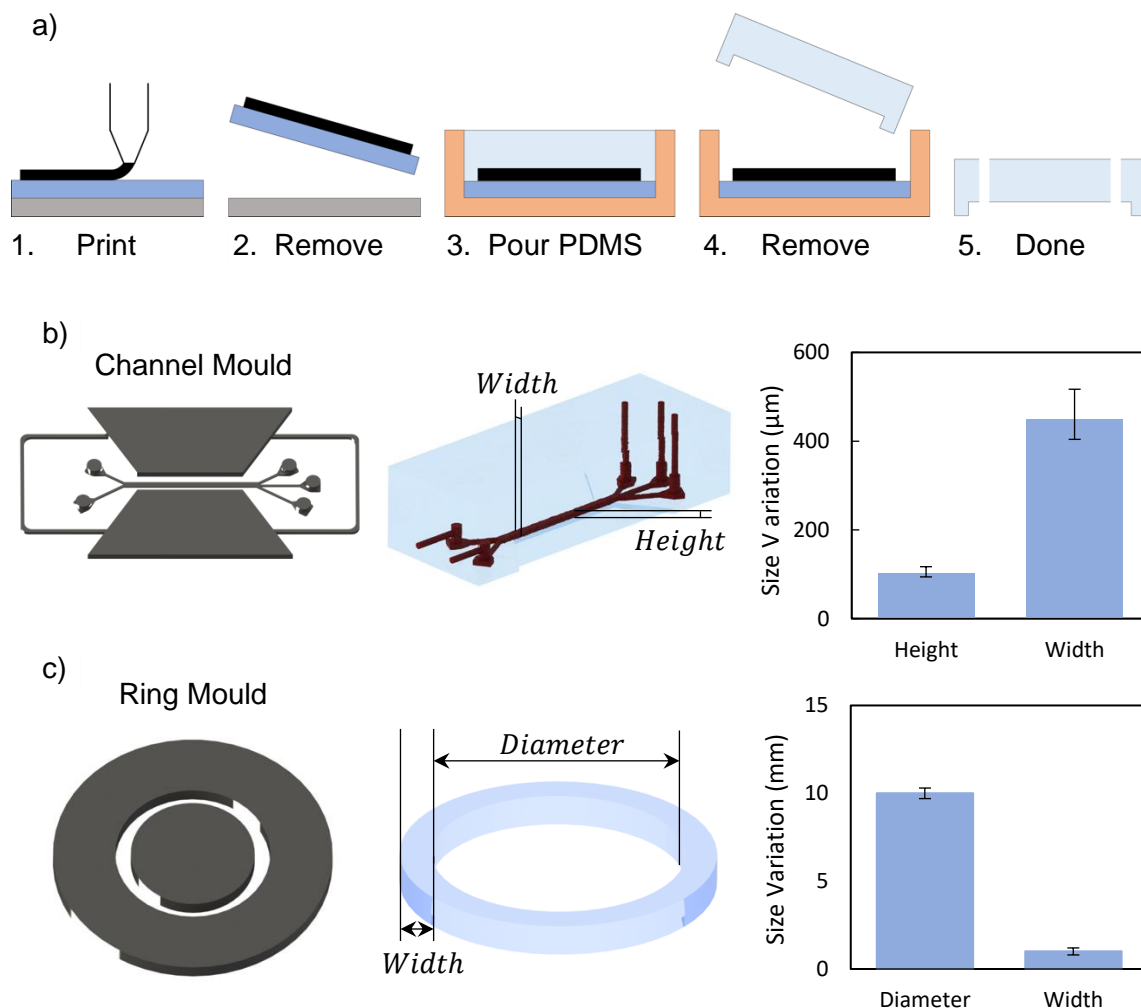 a)
1. Print
2. Remove
3. Pour PDMS
4. Remove
5. Done
b)
Channel Mould
Width
Height
Size V ariation (µm)
600
400
200
0
Height
Width
c)
Ring Mould
Diameter
Width
Size Variation (mm)
15
10
5
0
Diameter
Width